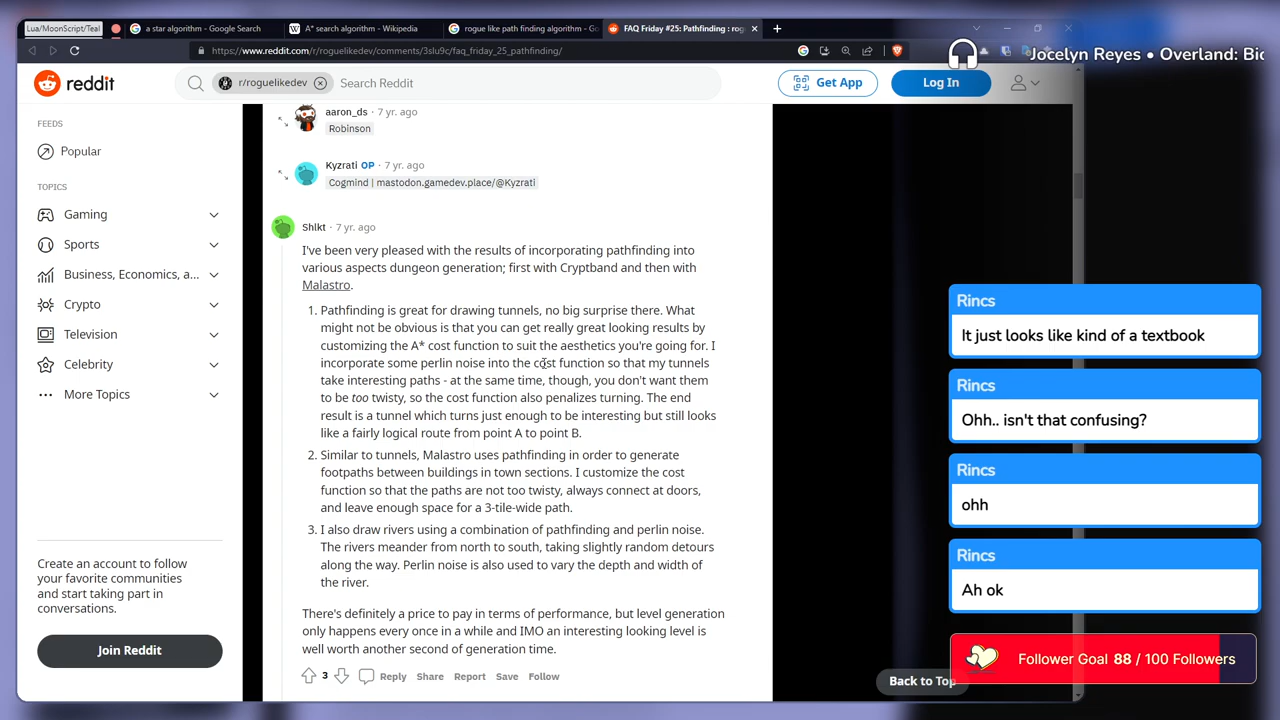 Lua/MoonScript/Teal
a star algorithm - Google Search
A* search algorithm - Wikipedia
rogue like path finding algorithm - Go
FAQ Friday #25: Pathfinding : rog
https://www.reddit.com/r/roguelikedev/comments/3slu9c/faq_friday_25_pathfinding/
Jocelyn Reyes • Overland: Bio
reddit
r/roguelikedev
Search Reddit
Get App
Log In
FEEDS
Popular
TOPICS
Gaming
Sports
Business, Economics, a...
Crypto
Television
Celebrity
More Topics
Create an account to follow
your favorite communities
and start taking part in
conversations.
Join Reddit
aaron_ds • 7 yr. ago
Robinson
Kyzrati OP • 7 yr. ago
Cogmind | mastodon.gamedev.place/@Kyzrati
Shlkt • 7 yr. ago
I've been very pleased with the results of incorporating pathfinding into
various aspects dungeon generation; first with Cryptband and then with
Malastro.
1. Pathfinding is great for drawing tunnels, no big surprise there. What
might not be obvious is that you can get really great looking results by
customizing the A* cost function to suit the aesthetics you're going for. I
incorporate some perlin noise into the cost function so that my tunnels
take interesting paths - at the same time, though, you don't want them
to be too twisty, so the cost function also penalizes turning. The end
result is a tunnel which turns just enough to be interesting but still looks
like a fairly logical route from point A to point B.
2. Similar to tunnels, Malastro uses pathfinding in order to generate
footpaths between buildings in town sections. I customize the cost
function so that the paths are not too twisty, always connect at doors,
and leave enough space for a 3-tile-wide path.
3. I also draw rivers using a combination of pathfinding and perlin noise.
The rivers meander from north to south, taking slightly random detours
along the way. Perlin noise is also used to vary the depth and width of
the river.
There's definitely a price to pay in terms of performance, but level generation
only happens every once in a while and IMO an interesting looking level is
well worth another second of generation time.
3
Reply
Share
Report
Save
Follow
Back to Top
Rincs
It just looks like kind of a textbook
Rincs
Ohh.. isn't that confusing?
Rincs
ohh
Rincs
Ah ok
Follower Goal 88 / 100 Followers